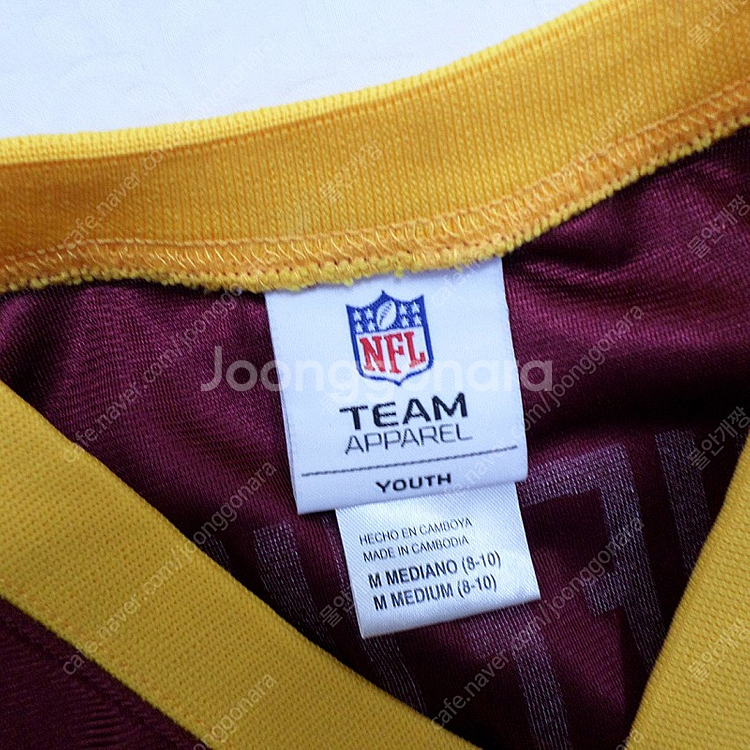 NFL
TEAM
APPAREL
YOUTH
HECHO EN CAMBOYA
MADE IN CAMBODIA
M MEDIANO (8-10)
M MEDIUM (8-10)
Joonggonara
cafe.naver.com/joonggonara